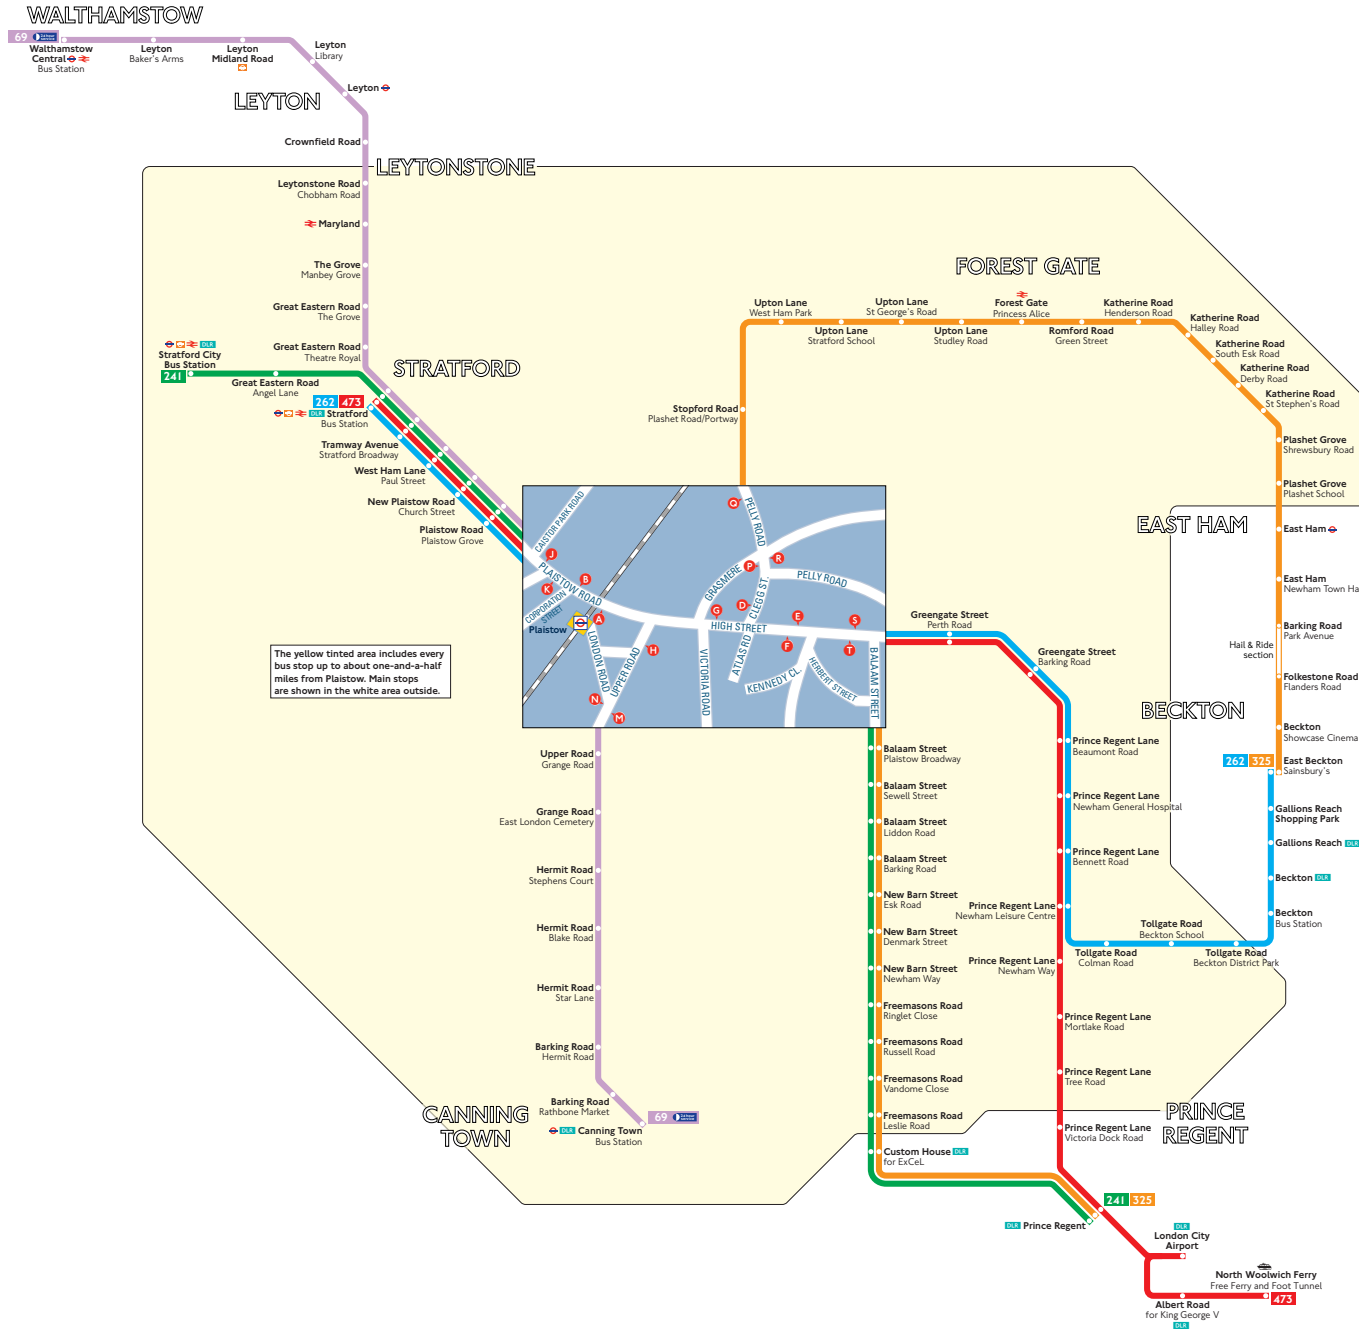 WALTHAMSTOW
69
24 hour
service
Walthamstow
Central
Bus Station
Leyton
Baker's Arms
Leyton
Midland Road
Leyton
Library
Leyton
LEYTON
Crownfield Road
LEYTONSTONE
Leytonstone Road
Chobham Road
Maryland
The Grove
Manbey Grove
Great Eastern Road
The Grove
Great Eastern Road
Theatre Royal
STRATFORD
DLR
Stratford City
Bus Station
241
Great Eastern Road
Angel Lane
262 473
DLR Stratford
Bus Station
Tramway Avenue
Stratford Broadway
West Ham Lane
Paul Street
New Plaistow Road
Church Street
Plaistow Road
Plaistow Grove
FOREST GATE
Upton Lane
West Ham Park
Upton Lane
Stratford School
Upton Lane
St George's Road
Upton Lane
Studley Road
Forest Gate
Princess Alice
Romford Road
Green Street
Katherine Road
Henderson Road
Katherine Road
Halley Road
Katherine Road
South Esk Road
Katherine Road
Derby Road
Katherine Road
St Stephen's Road
Stopford Road
Plashet Road/Portway
Plashet Grove
Shrewsbury Road
Plashet Grove
Plashet School
EAST HAM
East Ham
East Ham
Newham Town Ha
Barking Road
Park Avenue
Hail & Ride
section
Folkestone Road
Flanders Road
BECKTON
Beckton
Showcase Cinema
262 325
East Beckton
Sainsbury's
Gallions Reach
Shopping Park
Gallions Reach DLR
Beckton DLR
Beckton
Bus Station
CAISTOR PARK ROAD
J
K
B
PLAISTOW ROAD
CORPORATION
STREET
Plaistow
A
LONDON ROAD
UPPER ROAD
H
N
M
Q
PELLY ROAD
R
P
GRASMERE
PELLY ROAD
CLEGG ST.
D
G
E
S
HIGH STREET
F
T
VICTORIA ROAD
ATLAS RD
KENNEDY CL.
HERBERT STREET
BALAAM STREET
The yellow tinted area includes every
bus stop up to about one-and-a-half
miles from Plaistow. Main stops
are shown in the white area outside.
Greengate Street
Perth Road
Greengate Street
Barking Road
Prince Regent Lane
Beaumont Road
Prince Regent Lane
Newham General Hospital
Prince Regent Lane
Bennett Road
Prince Regent Lane
Newham Leisure Centre
Tollgate Road
Colman Road
Tollgate Road
Beckton School
Tollgate Road
Beckton District Park
Prince Regent Lane
Newham Way
Prince Regent Lane
Mortlake Road
Prince Regent Lane
Tree Road
Prince Regent Lane
Victoria Dock Road
PRINCE
REGENT
Upper Road
Grange Road
Grange Road
East London Cemetery
Hermit Road
Stephens Court
Hermit Road
Blake Road
Hermit Road
Star Lane
Barking Road
Hermit Road
Barking Road
Rathbone Market
CANNING
TOWN
69
24 hour
service
DLR Canning Town
Bus Station
Balaam Street
Plaistow Broadway
Balaam Street
Sewell Street
Balaam Street
Liddon Road
Balaam Street
Barking Road
New Barn Street
Esk Road
New Barn Street
Denmark Street
New Barn Street
Newham Way
Freemasons Road
Ringlet Close
Freemasons Road
Russell Road
Freemasons Road
Vandome Close
Freemasons Road
Leslie Road
Custom House DLR
for ExCeL
241 325
DLR Prince Regent
DLR
London City
Airport
North Woolwich Ferry
Free Ferry and Foot Tunnel
473
Albert Road
for King George V
DLR